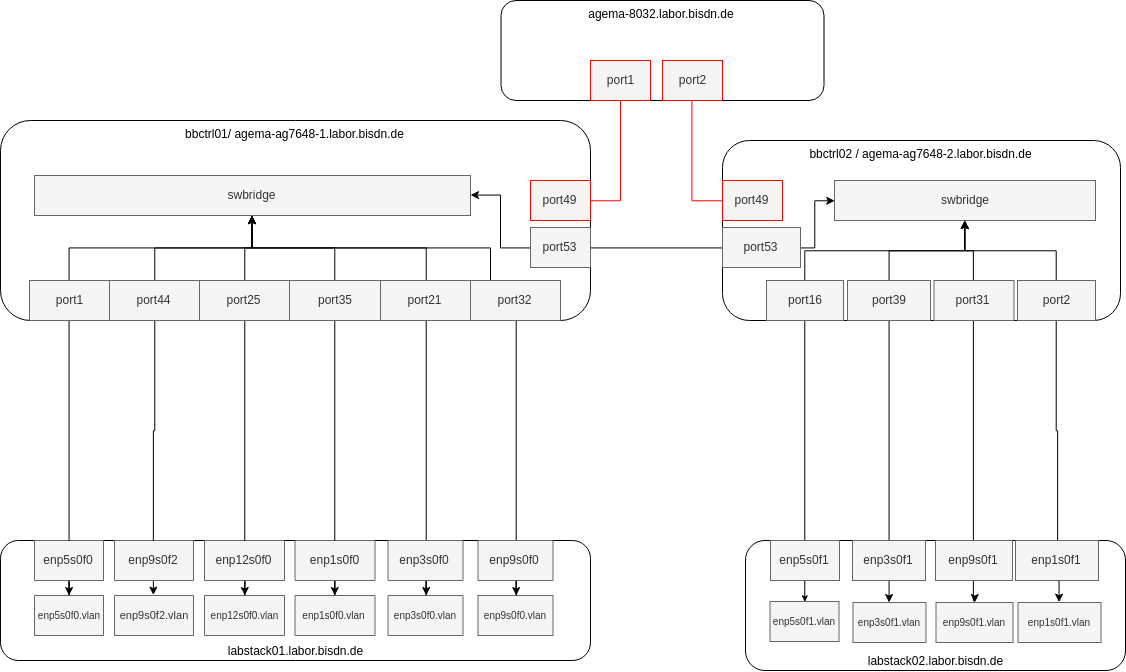 agema-8032.labor.bisdn.de
port1
port2
bbctrl01/ agema-ag7648-1.labor.bisdn.de
swbridge
port49
port53
port1
port44
port25
port35
port21
port32
bbctrl02 / agema-ag7648-2.labor.bisdn.de
port49
swbridge
port53
port16
port39
port31
port2
enp5s0f0
enp9s0f2
enp12s0f0
enp1s0f0
enp3s0f0
enp9s0f0
enp5s0f0.vlan
enp9s0f2.vlan
enp12s0f0.vlan
enp1s0f0.vlan
enp3s0f0.vlan
enp9s0f0.vlan
labstack01.labor.bisdn.de
enp5s0f1
enp3s0f1
enp9s0f1
enp1s0f1
enp5s0f1.vlan
enp3s0f1.vlan
enp9s0f1.vlan
enp1s0f1.vlan
labstack02.labor.bisdn.de